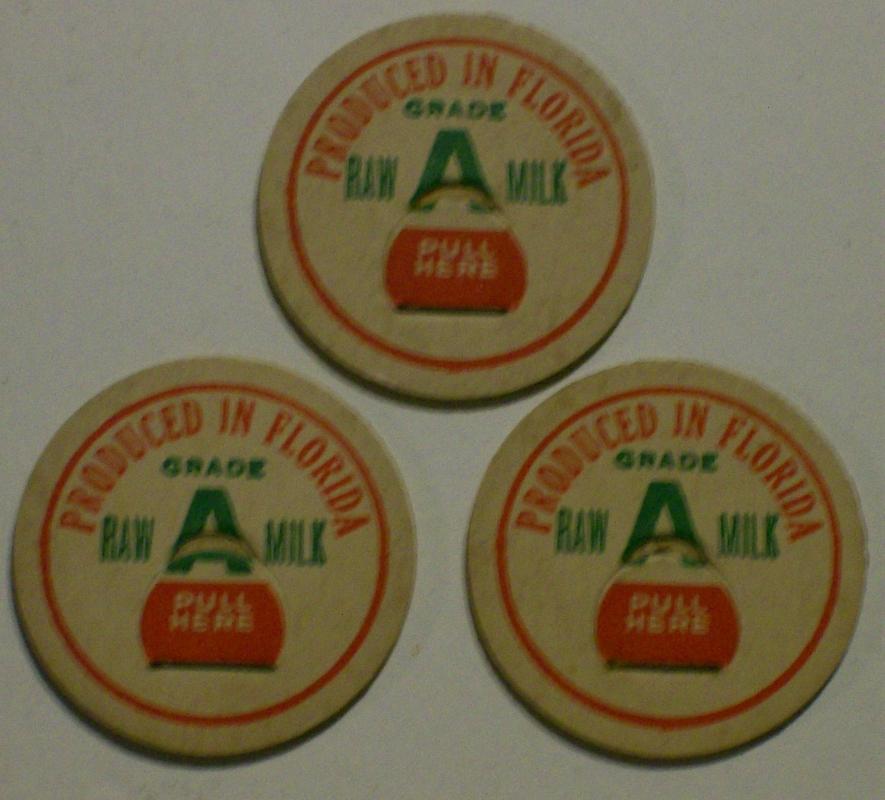 PRODUCED IN FLORIDA
GRADE
RAW A MILK
PULL
HERE
PRODUCED IN FLORIDA
GRADE
RAW A MILK
PULL
HERE
PRODUCED IN FLORIDA
GRADE
RAW A MILK
PULL
HERE